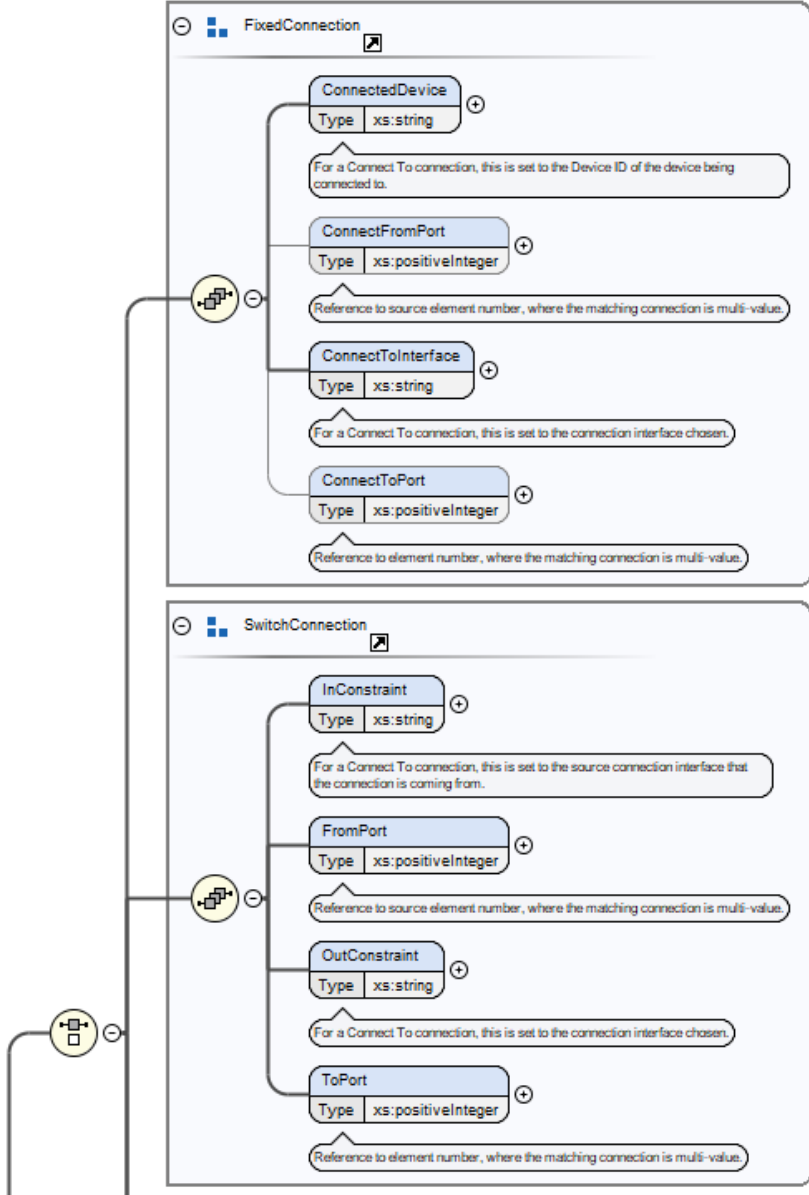 FixedConnection
ConnectedDevice
Type xs:string
For a Connect To connection, this is set to the Device ID of the device being
connected to.
ConnectFromPort
Type xs:positiveInteger
Reference to source element number, where the matching connection is multi-value.
ConnectToInterface
Type xs:string
For a Connect To connection, this is set to the connection interface chosen.
ConnectToPort
Type xs:positiveInteger
Reference to element number, where the matching connection is multi-value.
SwitchConnection
InConstraint
Type xs:string
For a Connect To connection, this is set to the source connection interface that
the connection is coming from.
FromPort
Type xs:positiveInteger
Reference to source element number, where the matching connection is multi-value.
OutConstraint
Type xs:string
For a Connect To connection, this is set to the connection interface chosen.
ToPort
Type xs:positiveInteger
Reference to element number, where the matching connection is multi-value.